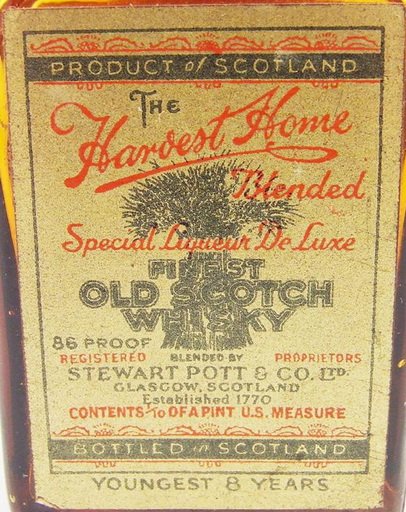 PRODUCT of SCOTLAND
THE
Harvest Home
Blended
Special Liqueur De Luxe
FINEST
OLD SCOTCH
WHISKY
86 PROOF
REGISTERED BLENDED BY PROPRIETORS
STEWART POTT & CO. LTD.
GLASGOW, SCOTLAND
Established 1770
CONTENTS 1/10 OF A PINT U.S. MEASURE
BOTTLED in SCOTLAND
YOUNGEST 8 YEARS